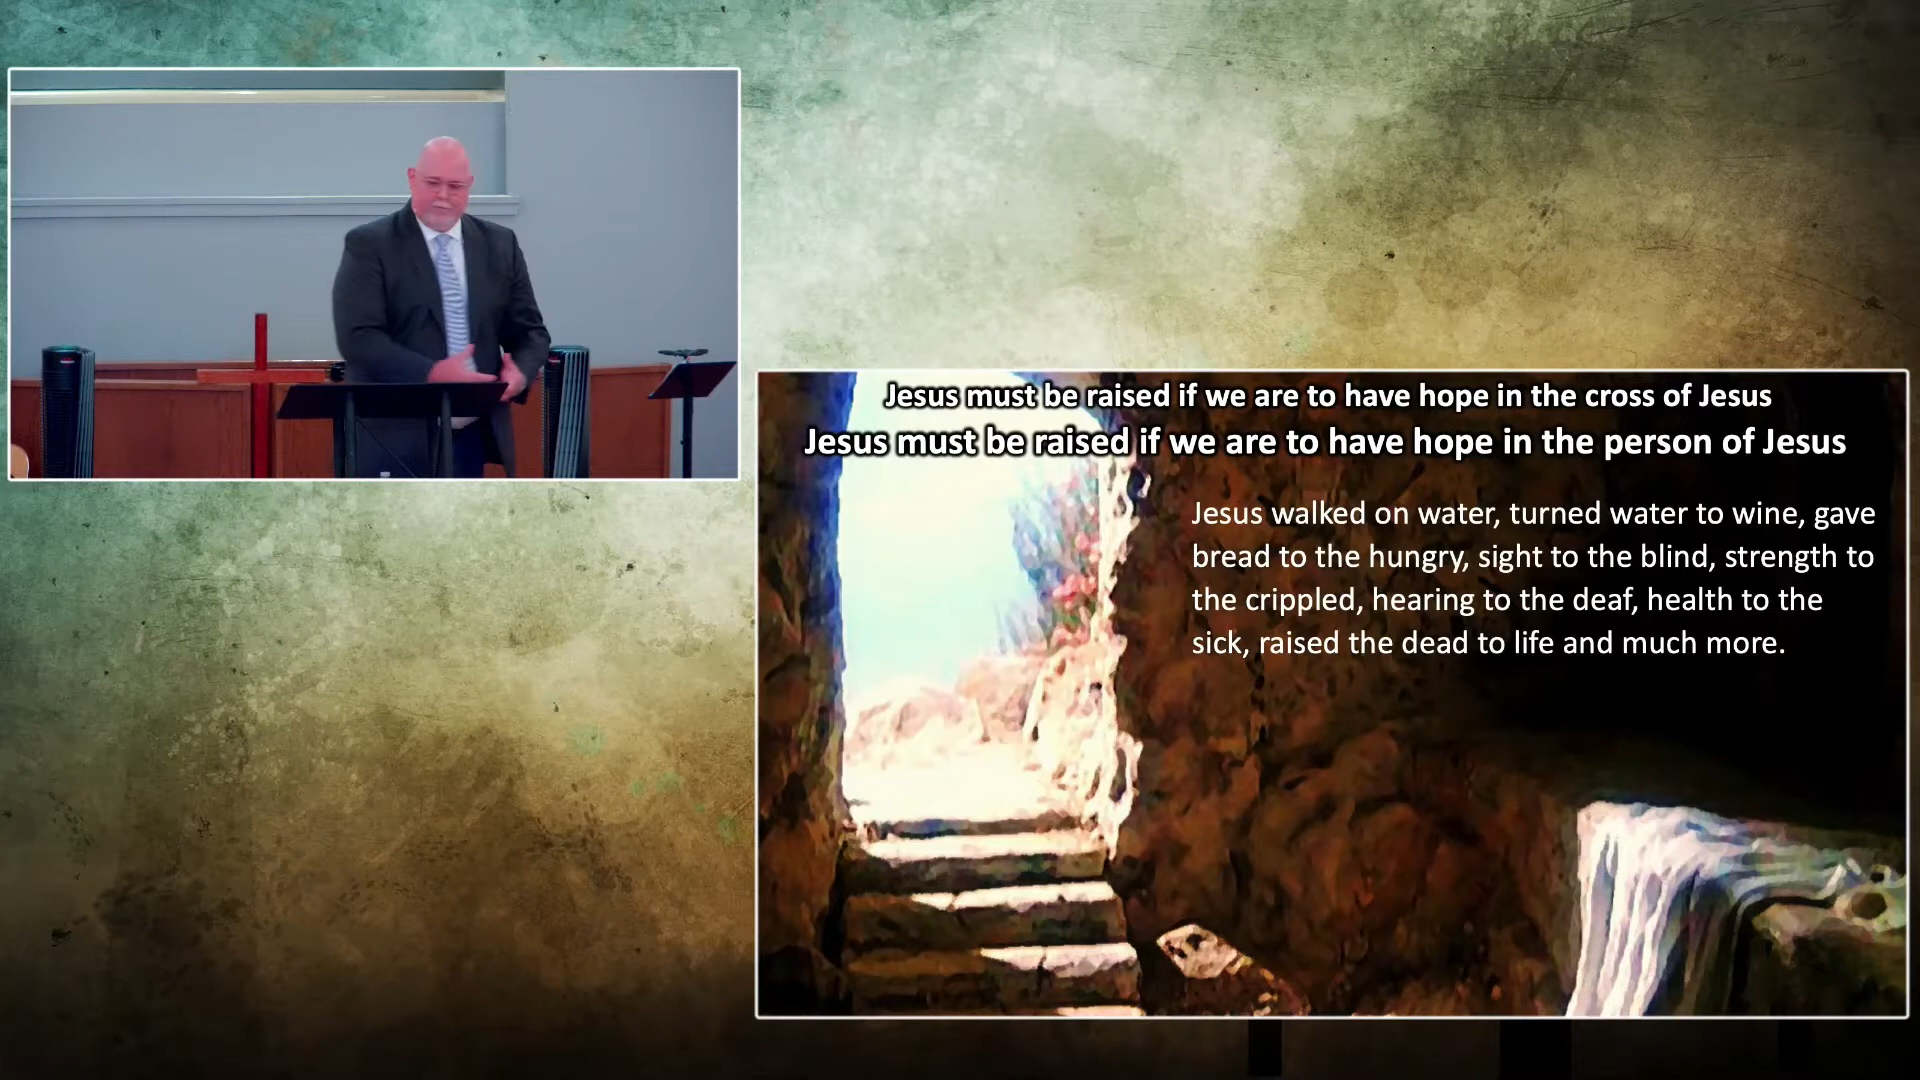 Jesus must be raised if we are to have hope in the cross of Jesus
Jesus must be raised if we are to have hope in the person of Jesus
Jesus walked on water, turned water to wine, gave
bread to the hungry, sight to the blind, strength to
the crippled, hearing to the deaf, health to the
sick, raised the dead to life and much more.